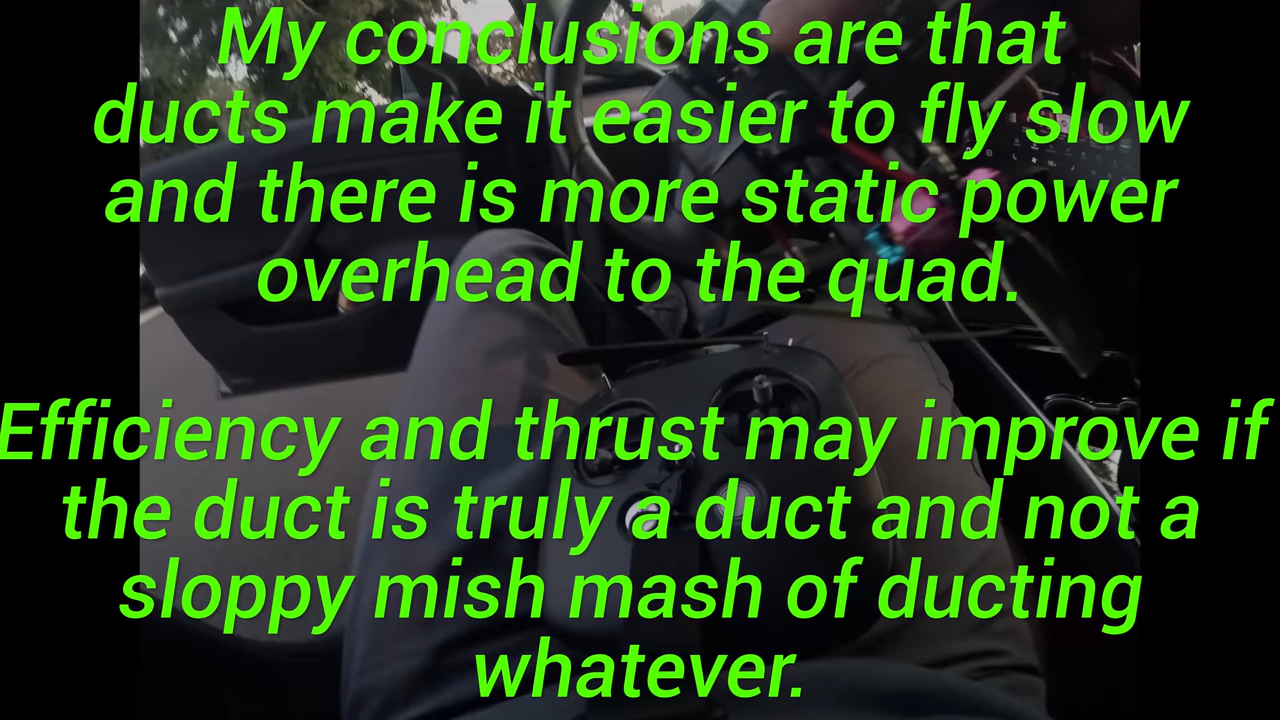 My conclusions are that
ducts make it easier to fly slow
and there is more static power
overhead to the quad.
Efficiency and thrust may improve if
the duct is truly a duct and not a
sloppy mish mash of ducting
whatever.